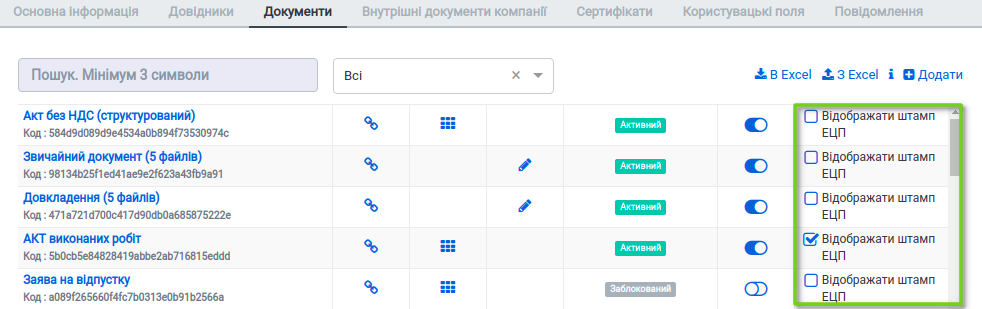 Основна інформація Довідники Документи Внутрішні документи компанії Сертифікати Користувацькі поля Повідомлення
Пошук. Мінімум 3 символи Всі × В Excel З Excel i Додати
Акт без НДС (структурований) Активний Відображати штамп
Код : 584d9d089d9e4534a0b894f73530974c ЕЦП
Звичайний документ (5 файлів) Активний Відображати штамп
Код : 98134b25f1ed41ae9e2f623a43fb9a91 ЕЦП
Довкладення (5 файлів) Активний Відображати штамп
Код : 471a721d700c417d90db0a685875222e ЕЦП
АКТ виконаних робіт Активний Відображати штамп
Код : 5b0cb5e84828419abbe2ab716815eddd ЕЦП
Заява на відпустку Заблокований Відображати штамп
Код : a089f265660f4fc7b0313e0b91b2566a ЕЦП